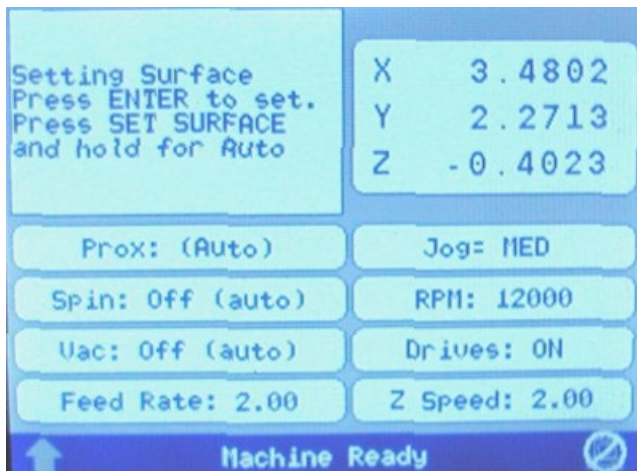 Setting Surface
Press ENTER to set.
Press SET SURFACE
and hold for Auto
X 3.4802
Y 2.2713
Z -0.4023
Prox: (Auto)
Jog= MED
Spin: Off (auto)
RPM: 12000
Vac: Off (auto)
Drives: ON
Feed Rate: 2.00
Z Speed: 2.00
Machine Ready